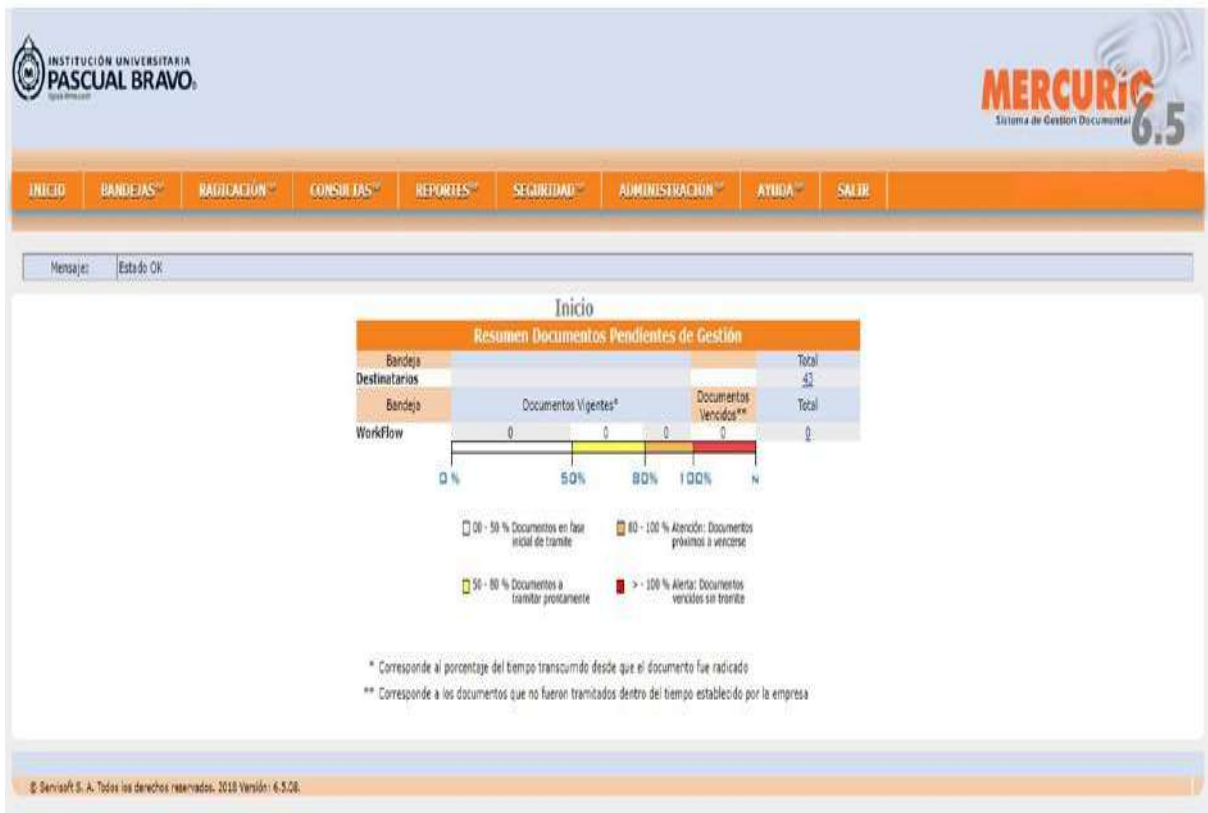 INSTITUCIÓN UNIVERSITARIA
PASCUAL BRAVO
MERCURIO
Sistema de Gestion Documental
6.5
INICIO BANDEJAS RADICACIÓN CONSULTAS REPORTES SEGURIDAD ADMINISTRACIÓN AYUDA SALIR
Mensaje: Estado OK
Inicio
Resumen Documentos Pendientes de Gestión
Bandeja Total
Destinatarios 43
Bandeja Documentos Vigentes* Documentos Vencidos** Total
WorkFlow 0 0 0 0 0
0 % 50% 80% 100% N
00 - 50 % Documentos en fase inicial de tramite
80 - 100 % Atención: Documentos próximos a vencerse
50 - 80 % Documentos a tramitar prontamente
> - 100 % Alerta: Documentos vencidos sin tramite
* Corresponde al porcentaje del tiempo transcurrido desde que el documento fue radicado
** Corresponde a los documentos que no fueron tramitados dentro del tiempo establecido por la empresa
© Servisoft S. A. Todos los derechos reservados. 2018 Versión: 6.5.08.